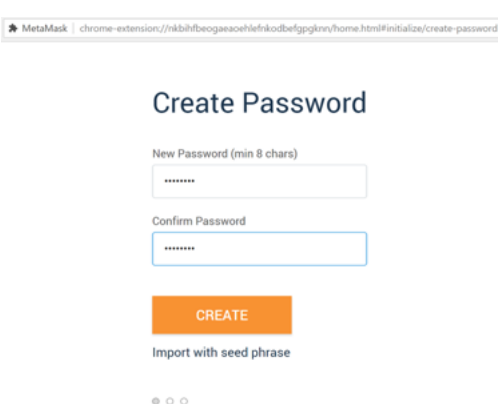 MetaMask | chrome-extension://nkbihfbeogaeaoehlefnkodbefgpgknn/home.html#initialize/create-password
Create Password
New Password (min 8 chars)
••••••••
Confirm Password
••••••••
CREATE
Import with seed phrase